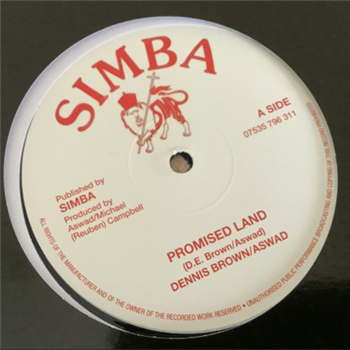 SIMBA
A SIDE
07535 796 311
Published by
SIMBA
Produced by
Aswad/Michael
(Reuben) Campbell
PROMISED LAND
(D.E. Brown/Aswad)
DENNIS BROWN/ASWAD
ALL RIGHTS OF THE MANUFACTURER AND OF THE OWNER OF THE RECORDED WORK RESERVED • UNAUTHORISED PUBLIC PERFORMANCE BROADCASTING AND COPYING OF THIS RECORD PROHIBITED